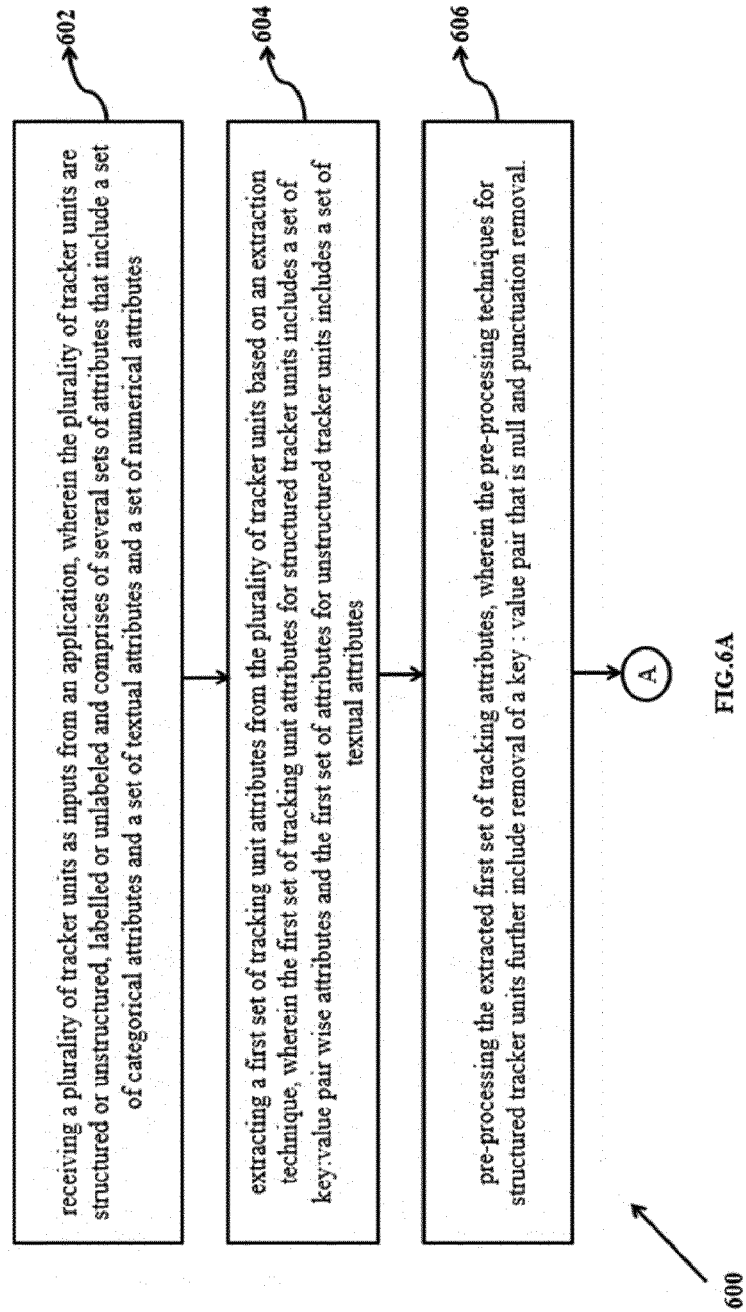 602
receiving a plurality of tracker units as inputs from an application, wherein the plurality of tracker units are
structured or unstructured, labelled or unlabeled and comprises of several sets of attributes that include a set
of categorical attributes and a set of textual attributes and a set of numerical attributes
604
extracting a first set of tracking unit attributes from the plurality of tracker units based on an extraction
technique, wherein the first set of tracking unit attributes for structured tracker units includes a set of
key:value pair wise attributes and the first set of attributes for unstructured tracker units includes a set of
textual attributes
606
pre-processing the extracted first set of tracking attributes, wherein the pre-processing techniques for
structured tracker units further include removal of a key : value pair that is null and punctuation removal.
A
600
FIG.6A